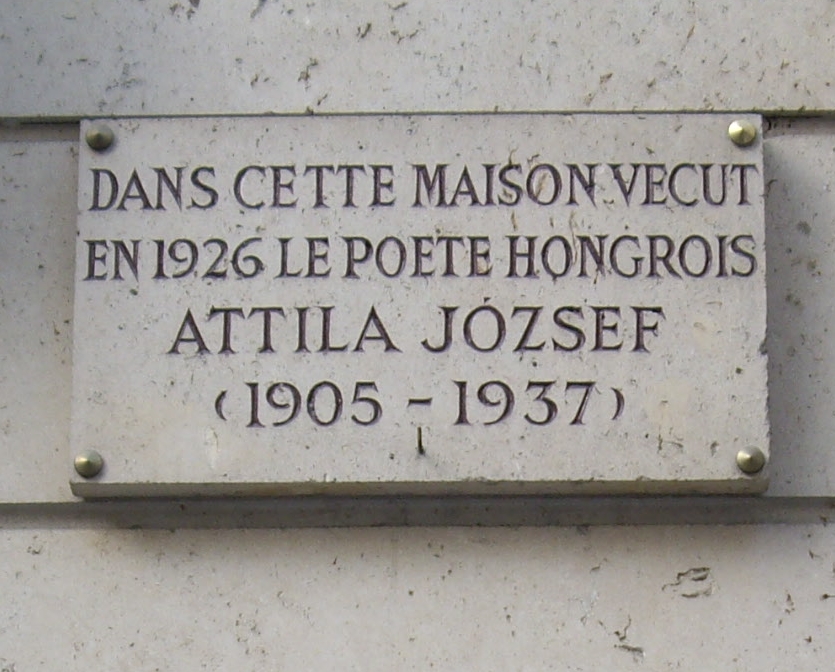 DANS CETTE MAISON VECUT
EN 1926 LE POETE HONGROIS
ATTILA JÓZSEF
(1905 - 1937)